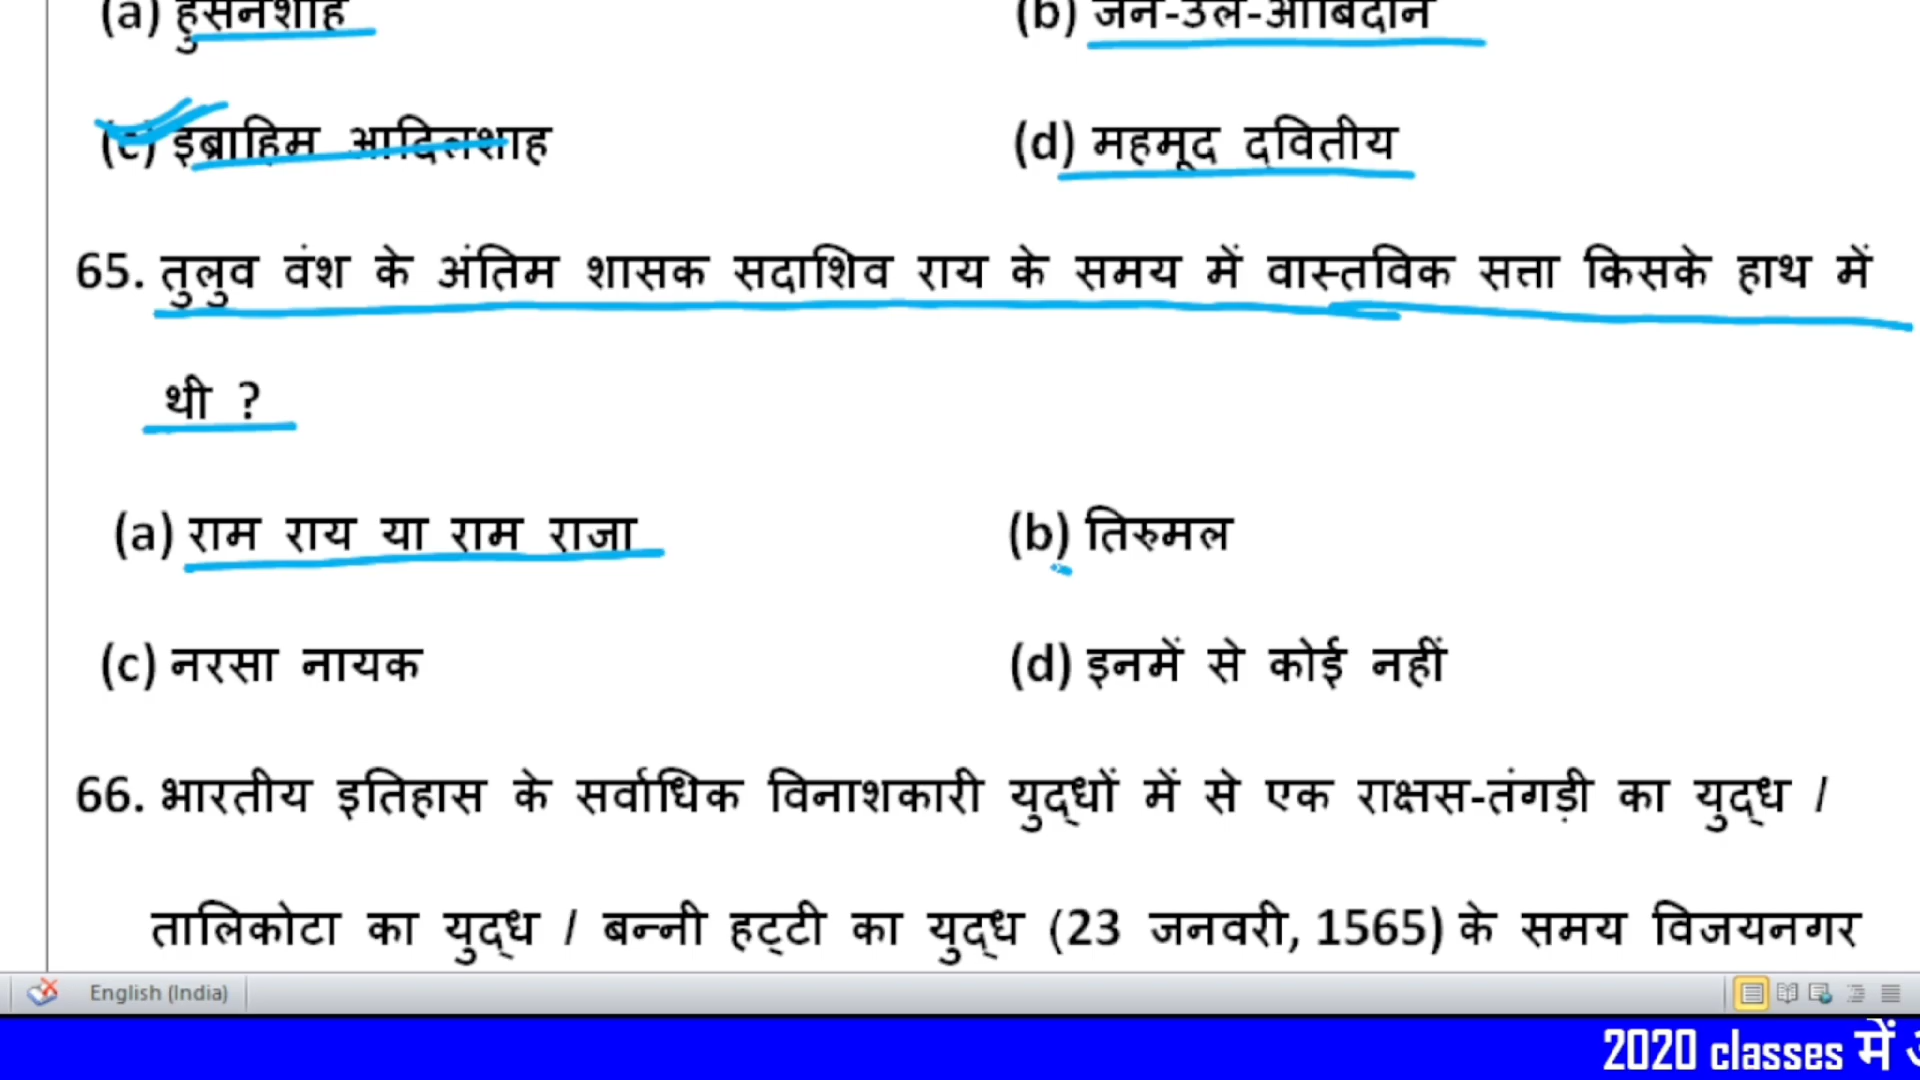 (a) हुसैनशाह (b) जैन-उल-आबिदीन
(c) इब्राहिम आदिलशाह (d) महमूद द्वितीय
65. तुलुव वंश के अंतिम शासक सदाशिव राय के समय में वास्तविक सत्ता किसके हाथ में
थी ?
(a) राम राय या राम राजा (b) तिरुमल
(c) नरसा नायक (d) इनमें से कोई नहीं
66. भारतीय इतिहास के सर्वाधिक विनाशकारी युद्धों में से एक राक्षस-तंगड़ी का युद्ध /
तालिकोटा का युद्ध / बन्नी हट्टी का युद्ध (23 जनवरी, 1565) के समय विजयनगर
English (India)
2020 classes में